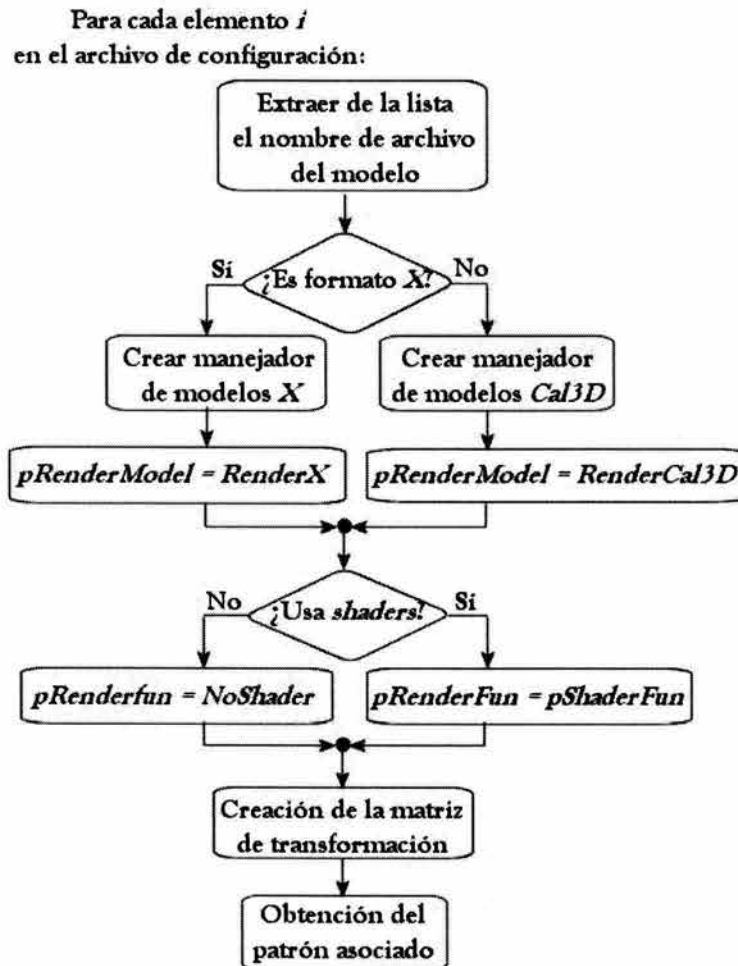 Para cada elemento i
en el archivo de configuración:
Extraer de la lista
el nombre de archivo
del modelo
¿Es formato X?
Sí
No
Crear manejador
de modelos X
Crear manejador
de modelos Cal3D
pRenderModel = RenderX
pRenderModel = RenderCal3D
¿Usa shaders?
No
Sí
pRenderfun = NoShader
pRenderFun = pShaderFun
Creación de la matriz
de transformación
Obtención del
patrón asociado